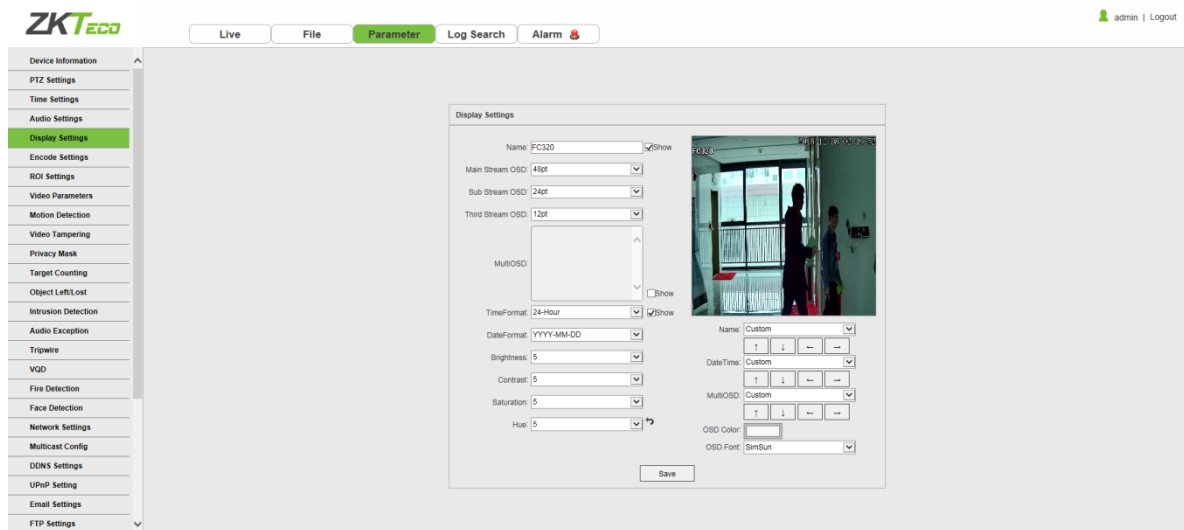 ZKTECO
admin | Logout
Live
File
Parameter
Log Search
Alarm
Device Information
PTZ Settings
Time Settings
Audio Settings
Display Settings
Encode Settings
ROI Settings
Video Parameters
Motion Detection
Video Tampering
Privacy Mask
Target Counting
Object Left/Lost
Intrusion Detection
Audio Exception
Tripwire
VQD
Fire Detection
Face Detection
Network Settings
Multicast Config
DDNS Settings
UPnP Setting
Email Settings
FTP Settings
Display Settings
Name: FC320 Show
Main Stream OSD: 48pt
Sub Stream OSD: 24pt
Third Stream OSD: 12pt
MultiOSD:
Show
TimeFormat: 24-Hour Show
DateFormat: YYYY-MM-DD
Brightness: 5
Contrast: 5
Saturation: 5
Hue: 5
FC320
Name: Custom
↑ ↓ ← →
DateTime: Custom
↑ ↓ ← →
MultiOSD: Custom
↑ ↓ ← →
OSD Color:
OSD Font: SimSun
Save